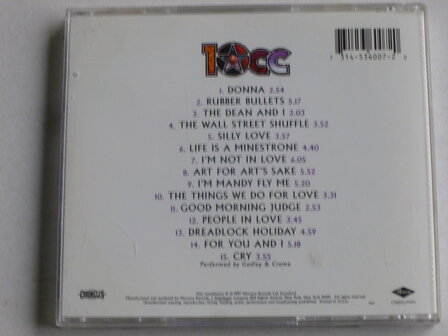 10cc
314-534007-2
1. DONNA 2.54
2. RUBBER BULLETS 5.17
3. THE DEAN AND I 3.03
4. THE WALL STREET SHUFFLE 3.52
5. SILLY LOVE 3.57
6. LIFE IS A MINESTRONE 4.40
7. I'M NOT IN LOVE 6.05
8. ART FOR ART'S SAKE 5.52
9. I'M MANDY FLY ME 5.20
10. THE THINGS WE DO FOR LOVE 3.31
11. GOOD MORNING JUDGE 2.53
12. PEOPLE IN LOVE 3.45
13. DREADLOCK HOLIDAY 4.59
14. FOR YOU AND I 5.18
15. CRY 3.55
Performed by Godley & Creme
CHRONICLES